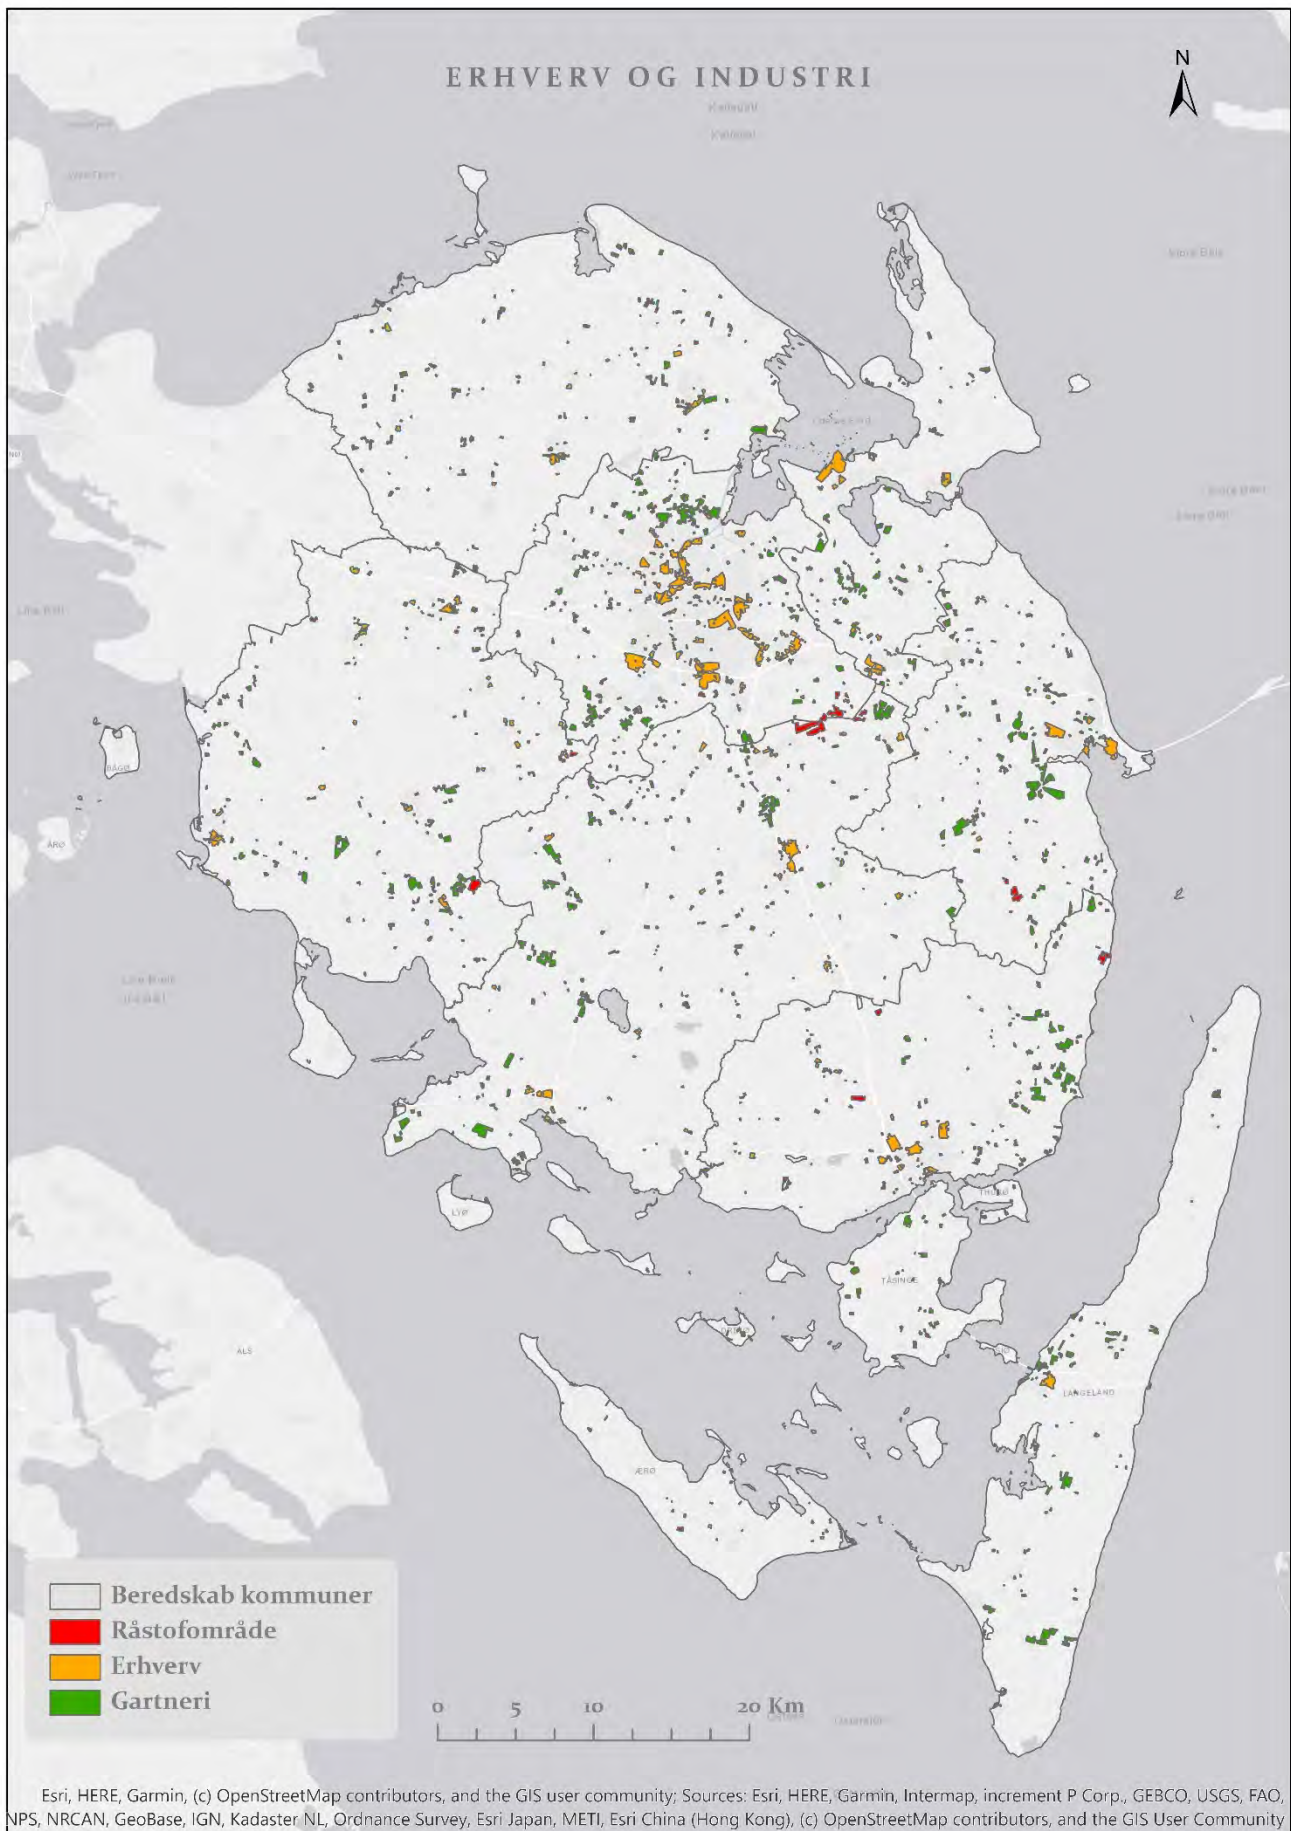 ERHVERV OG INDUSTRI
N
BÅGØ
ÅRØ
LYØ
THURØ
TÅSINGE
ALS
LANGELAND
ÆRØ
Beredskab kommuner
Råstofområde
Erhverv
Gartneri
0 5 10 20 Km
Esri, HERE, Garmin, (c) OpenStreetMap contributors, and the GIS user community; Sources: Esri, HERE, Garmin, Intermap, increment P Corp., GEBCO, USGS, FAO,
NPS, NRCAN, GeoBase, IGN, Kadaster NL, Ordnance Survey, Esri Japan, METI, Esri China (Hong Kong), (c) OpenStreetMap contributors, and the GIS User Community